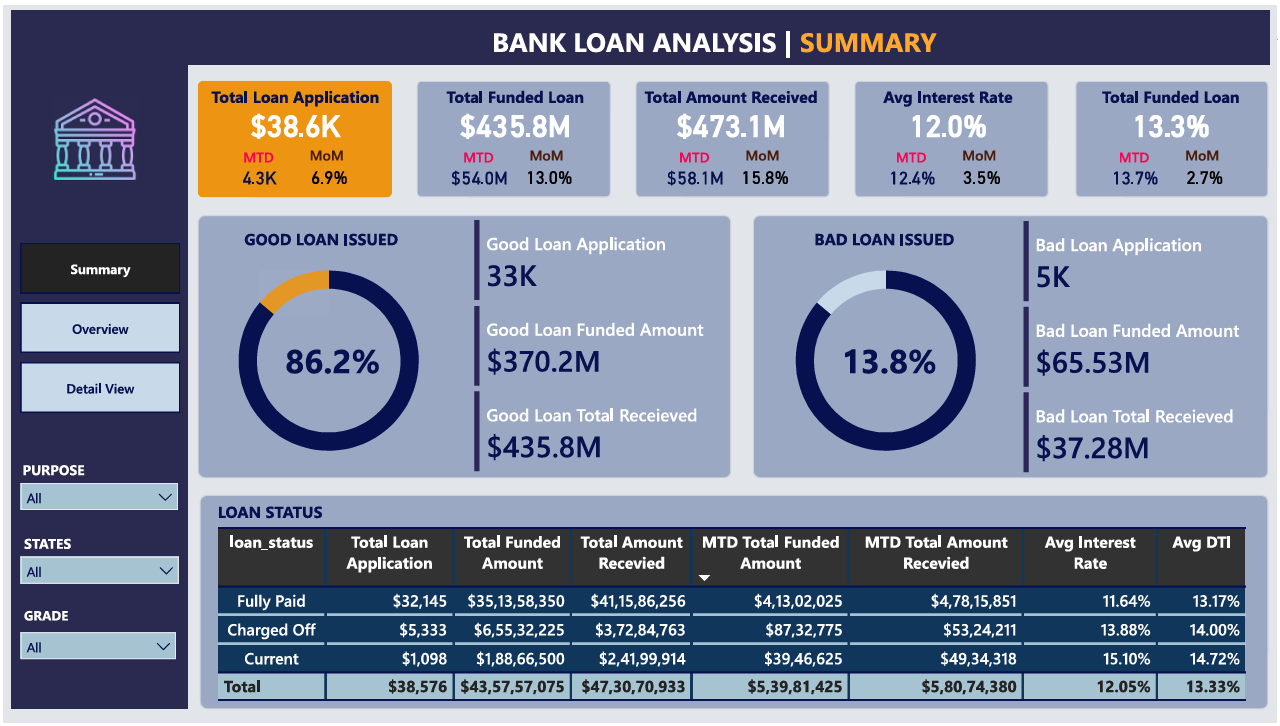 BANK LOAN ANALYSIS | SUMMARY
Total Loan Application
$38.6K
MTD MoM
4.3K 6.9%
Total Funded Loan
$435.8M
MTD MoM
$54.0M 13.0%
Total Amount Received
$473.1M
MTD MoM
$58.1M 15.8%
Avg Interest Rate
12.0%
MTD MoM
12.4% 3.5%
Total Funded Loan
13.3%
MTD MoM
13.7% 2.7%
Summary
Overview
Detail View
PURPOSE
All
STATES
All
GRADE
All
GOOD LOAN ISSUED
86.2%
Good Loan Application
33K
Good Loan Funded Amount
$370.2M
Good Loan Total Receieved
$435.8M
BAD LOAN ISSUED
13.8%
Bad Loan Application
5K
Bad Loan Funded Amount
$65.53M
Bad Loan Total Receieved
$37.28M
LOAN STATUS
loan_status Total Loan Total Funded Total Amount MTD Total Funded MTD Total Amount Avg Interest Avg DTI
Application Amount Recevied Amount Recevied Rate
Fully Paid $32,145 $35,13,58,350 $41,15,86,256 $4,13,02,025 $4,78,15,851 11.64% 13.17%
Charged Off $5,333 $6,55,32,225 $3,72,84,763 $87,32,775 $53,24,211 13.88% 14.00%
Current $1,098 $1,88,66,500 $2,41,99,914 $39,46,625 $49,34,318 15.10% 14.72%
Total $38,576 $43,57,57,075 $47,30,70,933 $5,39,81,425 $5,80,74,380 12.05% 13.33%